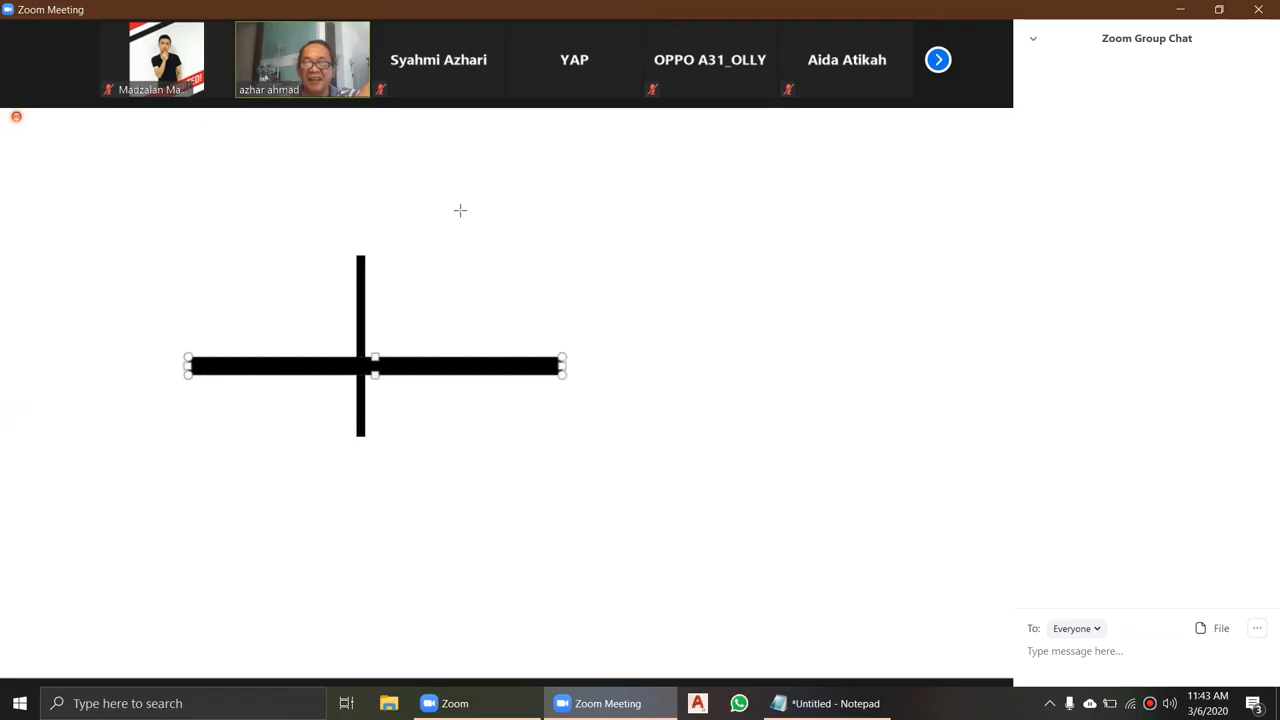 Zoom Meeting
Madzalan Ma...
azhar ahmad
Syahmi Azhari
YAP
OPPO A31_OLLY
Aida Atikah
Zoom Group Chat
To: Everyone
File
Type message here...
Type here to search
Zoom
Zoom Meeting
*Untitled - Notepad
11:43 AM
3/6/2020
3